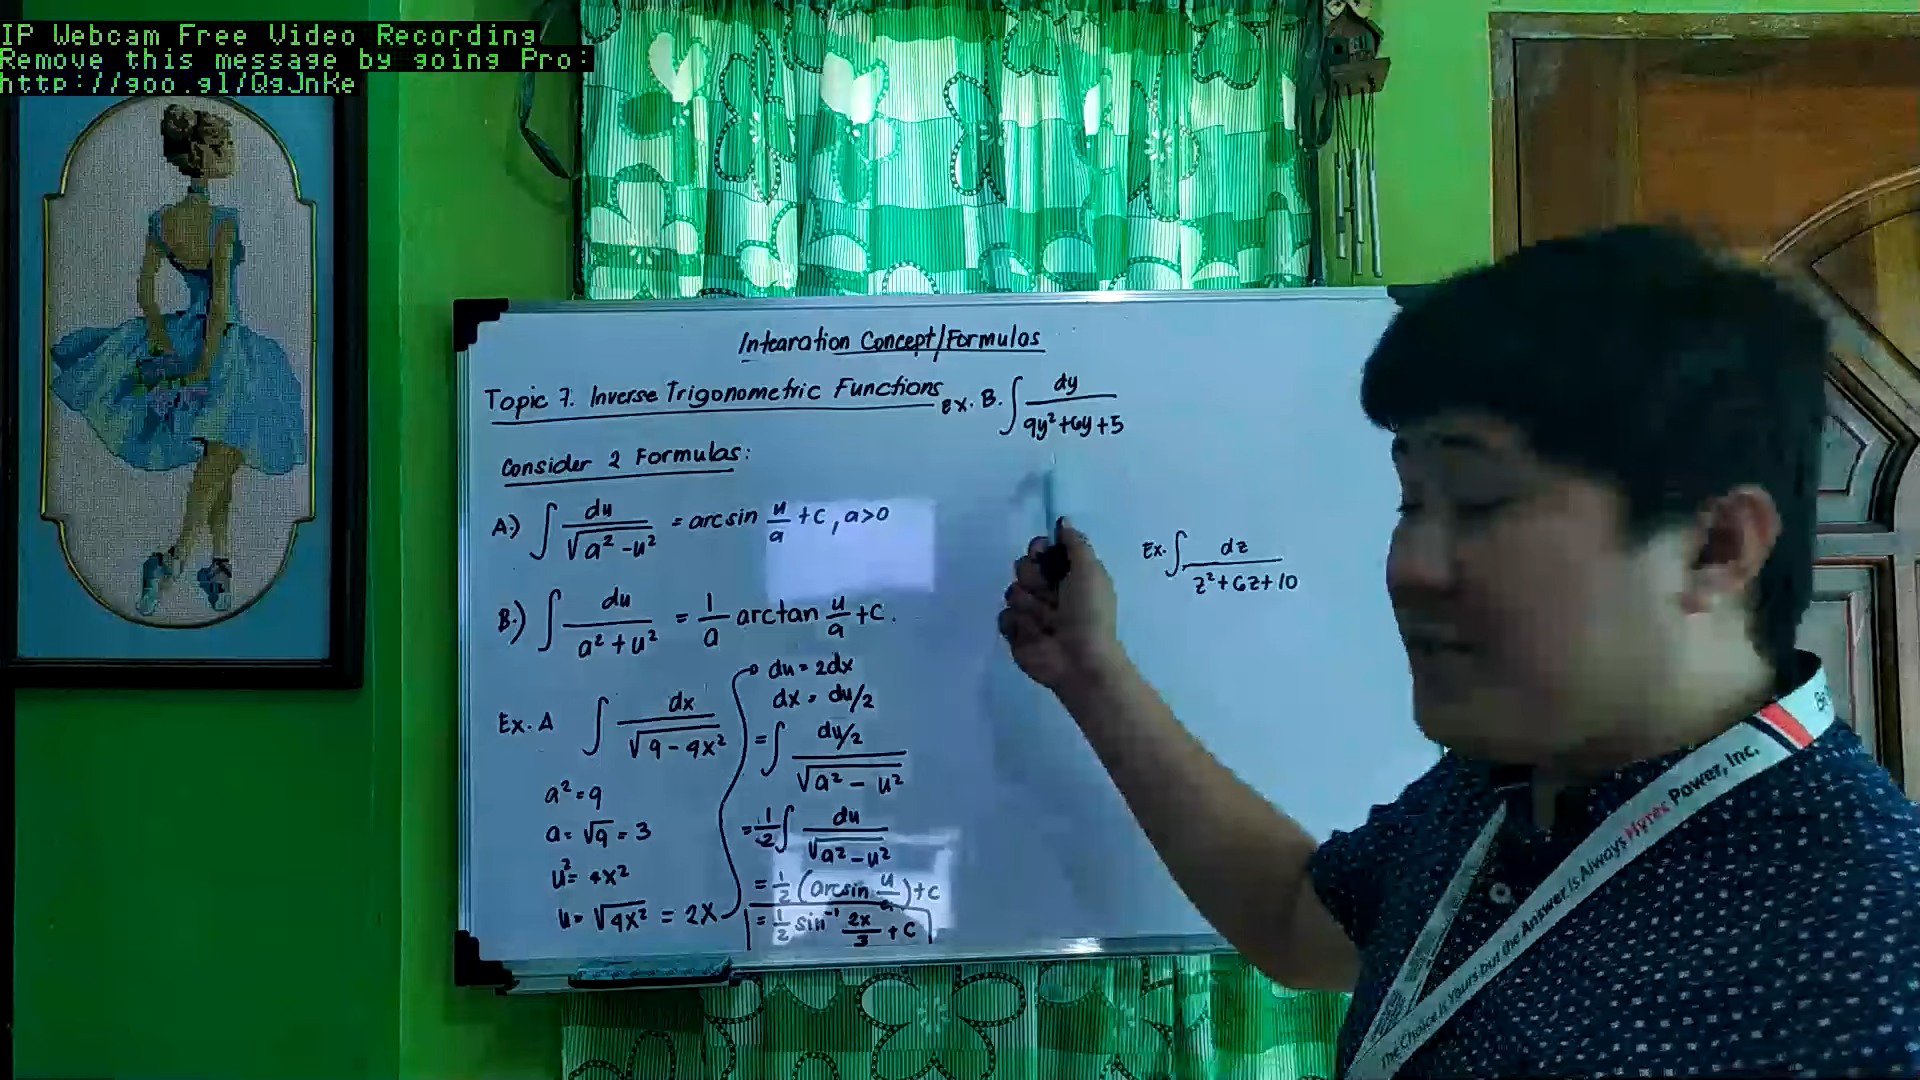 IP Webcam Free Video Recording
Remove this message by going Pro:
http://goo.gl/QgJnKe
Intearation Concept/Formulas
Topic 7. Inverse Trigonometric Functions
Consider 2 Formulas:
A.) ∫ du / √(a² - u²) = arcsin u/a + c, a>0
B.) ∫ du / (a² + u²) = 1/a arctan u/a + c.
Ex. A ∫ dx / √(9 - 4x²)
a² = 9
a = √9 = 3
u² = 4x²
u = √4x² = 2x
du = 2dx
dx = du/2
= ∫ du/2 / √(a² - u²)
= 1/2 ∫ du / √(a² - u²)
= 1/2 (arcsin u/a) + c
= 1/2 sin⁻¹ 2x/3 + c
Ex. B. ∫ dy / (9y² + 6y + 5)
Ex. ∫ dz / (z² + 6z + 10)
The Choice is Yours but the Answer is Always Hyrec Power, Inc.